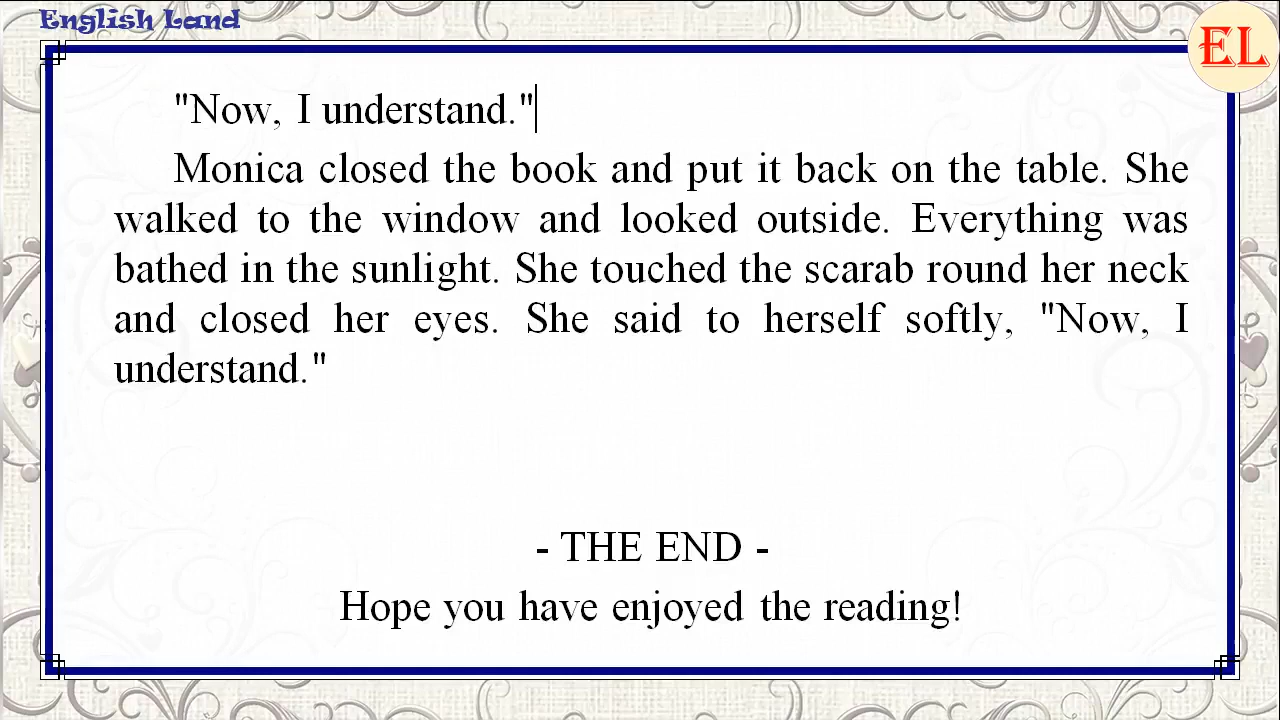 English Land
EL
"Now, I understand."
Monica closed the book and put it back on the table. She
walked to the window and looked outside. Everything was
bathed in the sunlight. She touched the scarab round her neck
and closed her eyes. She said to herself softly, "Now, I
understand."
- THE END -
Hope you have enjoyed the reading!